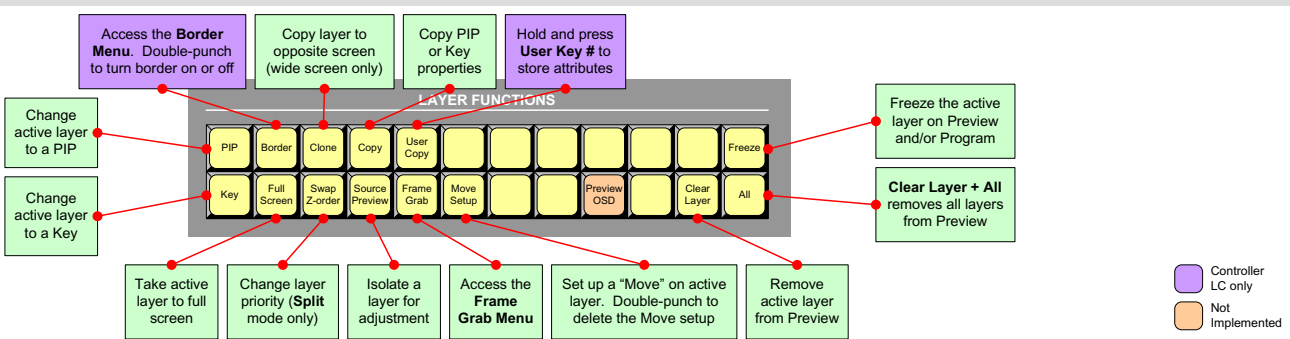 Access the Border
Menu. Double-punch
to turn border on or off
Copy layer to
opposite screen
(wide screen only)
Copy PIP
or Key
properties
Hold and press
User Key # to
store attributes
LAYER FUNCTIONS
Change
active layer
to a PIP
Freeze the active
layer on Preview
and/or Program
PIP
Border
Clone
Copy
User
Copy
Freeze
Key
Full
Screen
Swap
Z-order
Source
Preview
Frame
Grab
Move
Setup
Preview
OSD
Clear
Layer
All
Change
active layer
to a Key
Clear Layer + All
removes all layers
from Preview
Take active
layer to full
screen
Change layer
priority (Split
mode only)
Isolate a
layer for
adjustment
Access the
Frame
Grab Menu
Set up a “Move” on active
layer. Double-punch to
delete the Move setup
Remove
active layer
from Preview
Controller
LC only
Not
Implemented